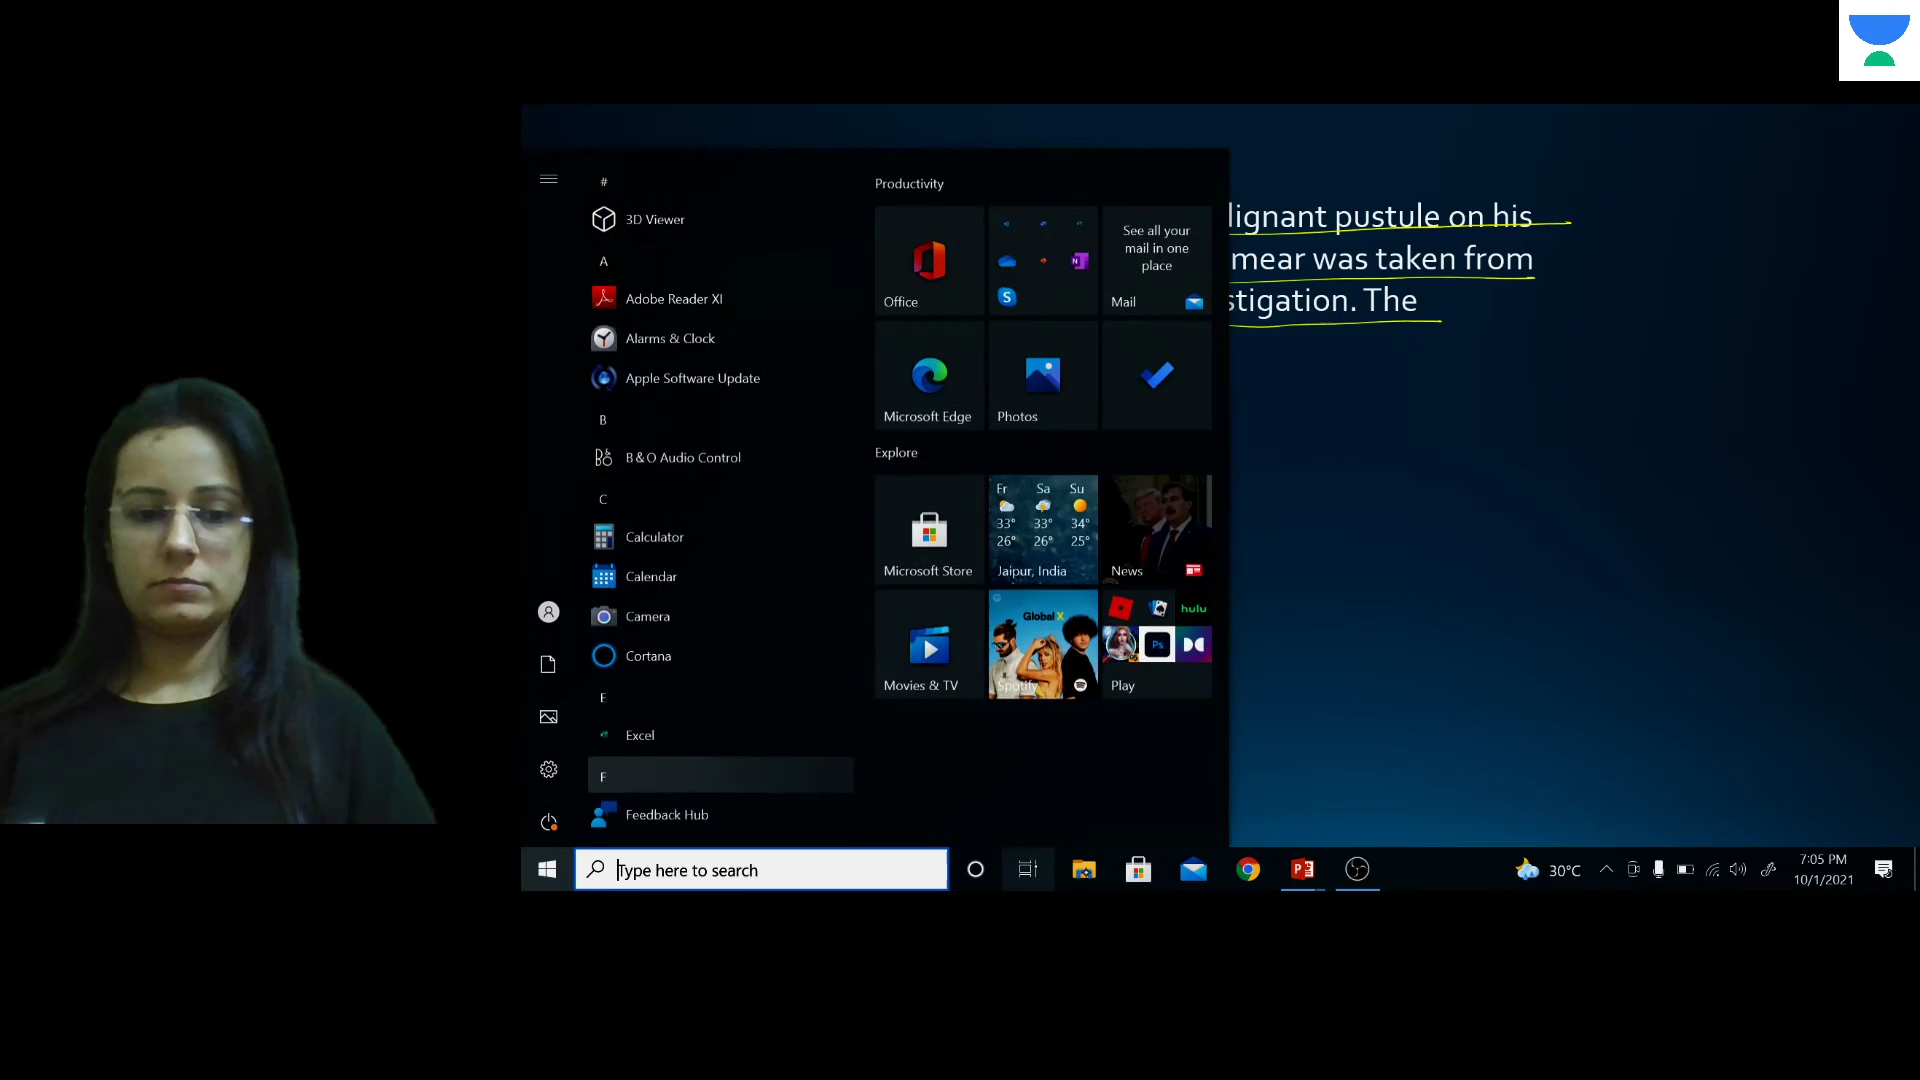 lignant pustule on his
mear was taken from
stigation. The
#
3D Viewer
A
Adobe Reader XI
Alarms & Clock
Apple Software Update
B
B&O Audio Control
C
Calculator
Calendar
Camera
Cortana
E
Excel
F
Feedback Hub
Productivity
Office
See all your
mail in one
place
Mail
Microsoft Edge
Photos
Explore
Microsoft Store
Fr Sa Su
33° 33° 34°
26° 26° 25°
Jaipur, India
News
Movies & TV
Global X
Spotify
hulu
Ps
Play
Type here to search
30°C
7:05 PM
10/1/2021